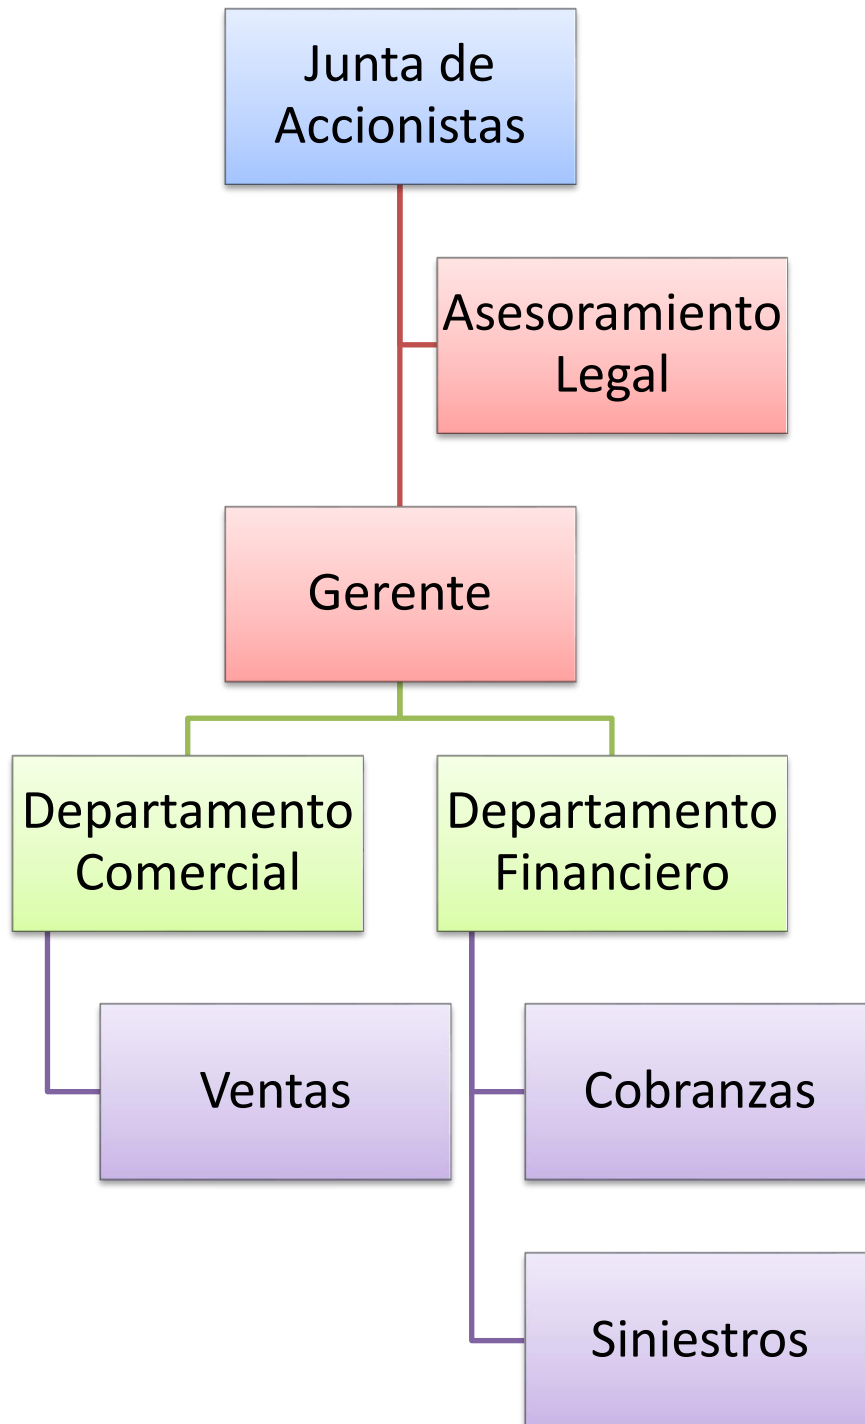 Junta de
Accionistas
Asesoramiento
Legal
Gerente
Departamento
Comercial
Departamento
Financiero
Ventas
Cobranzas
Siniestros